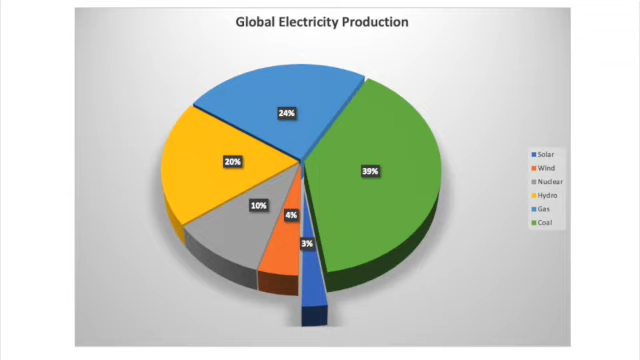 Global Electricity Production
24%
20%
39%
10%
4%
3%
Solar
Wind
Nuclear
Hydro
Gas
Coal